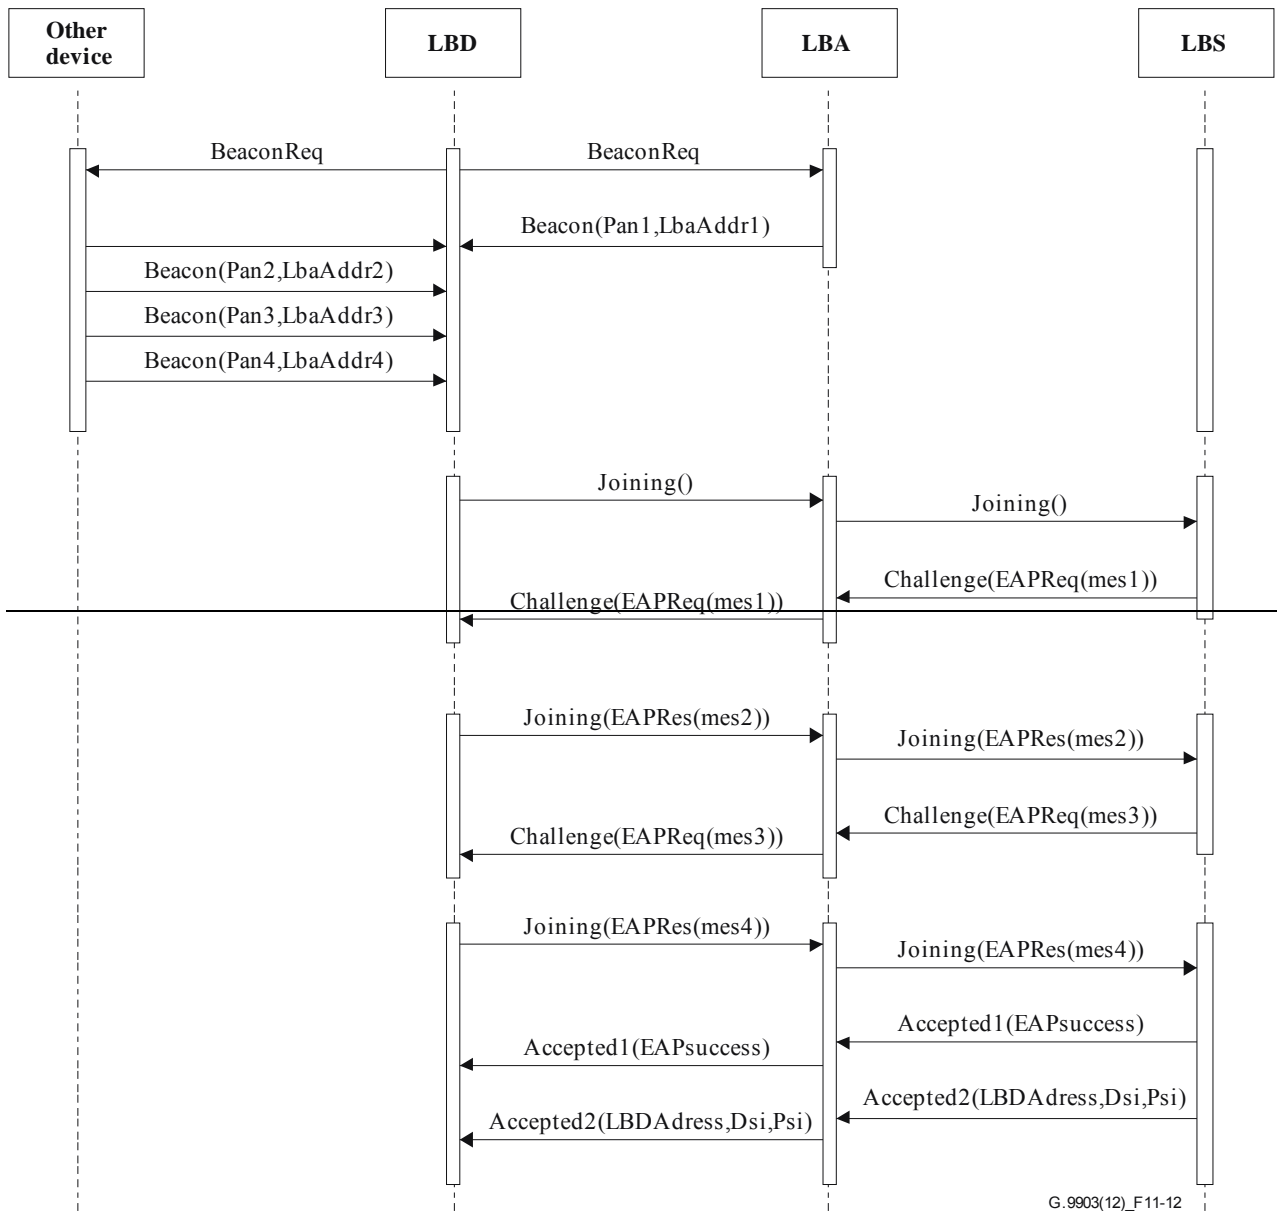 Other
device
LBD
LBA
LBS
BeaconReq
BeaconReq
Beacon(Pan1,LbaAddr1)
Beacon(Pan2,LbaAddr2)
Beacon(Pan3,LbaAddr3)
Beacon(Pan4,LbaAddr4)
Joining()
Joining()
Challenge(EAPReq(mes1))
Challenge(EAPReq(mes1))
Joining(EAPRes(mes2))
Joining(EAPRes(mes2))
Challenge(EAPReq(mes3))
Challenge(EAPReq(mes3))
Joining(EAPRes(mes4))
Joining(EAPRes(mes4))
Accepted1(EAPsuccess)
Accepted1(EAPsuccess)
Accepted2(LBDAdress,Dsi,Psi)
Accepted2(LBDAdress,Dsi,Psi)
G.9903(12)_F11-12